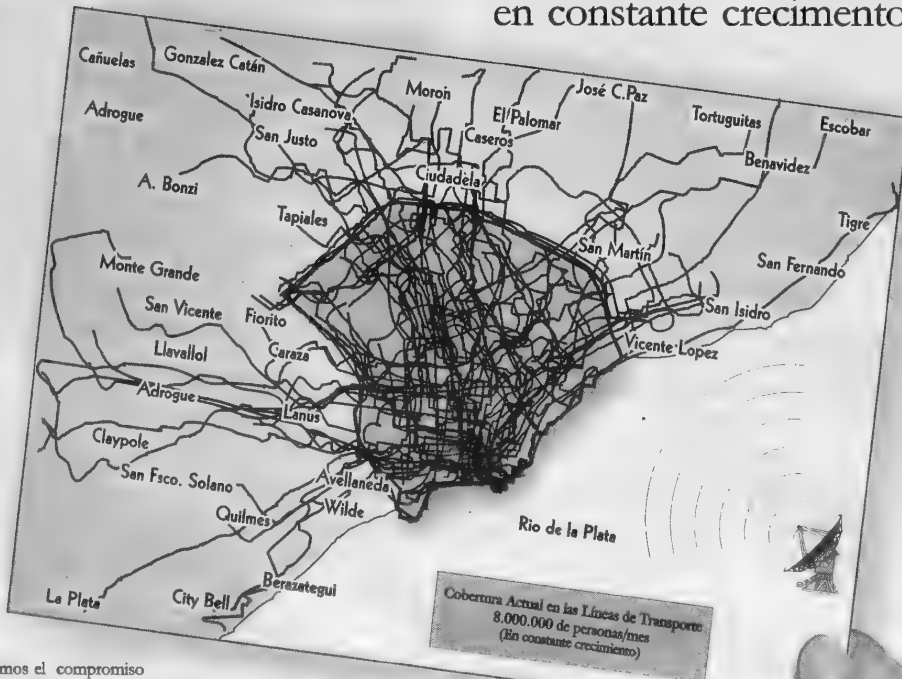 en constante crecimento
Cañuelas
Gonzalez Catán
Moron
José C.Paz
Adrogue
Isidro Casanova
El Palomar
Tortuguitas
Escobar
San Justo
Caseros
Benavidez
A. Bonzi
Ciudadela
Tapiales
San Martín
Tigre
San Fernando
Monte Grande
San Vicente
Fiorito
San Isidro
Llavallol
Caraza
Vicente Lopez
Adrogue
Lanus
Claypole
San Fsco. Solano
Avellaneda
Quilmes
Wilde
Rio de la Plata
La Plata
City Bell
Berazategui
Cobertura Actual en las Líneas de Transporte
8.000.000 de personas/mes
(En constante crecimiento)
mos el compromiso